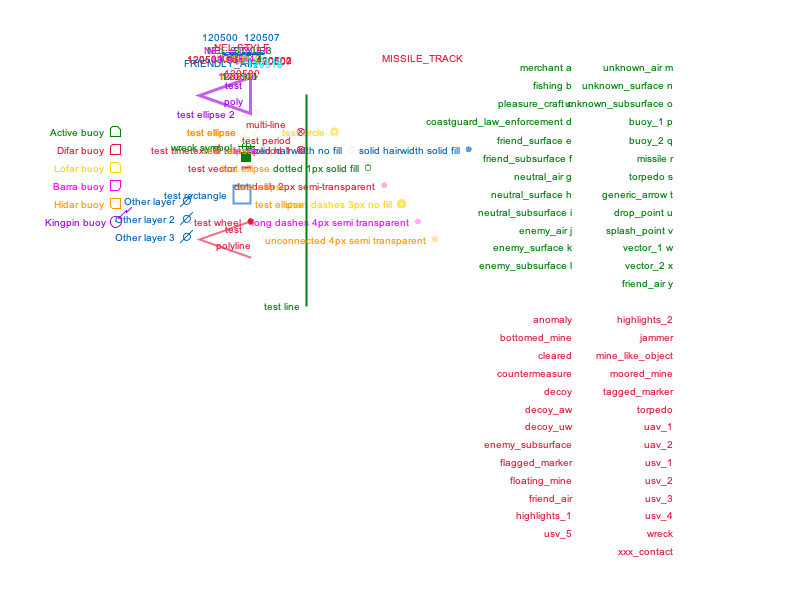 120500 120507
NEL_STYLE
MISSILE_TRACK
120500
test
poly
test ellipse 2
multi-line
test period
Active buoy
Difar buoy
Lofar buoy
Barra buoy
Hidar buoy
Kingpin buoy
Other layer
Other layer 2
Other layer 3
test ellipse
wreck symbol
test vector
test rectangle
test wheel
test
polyline
test line
solid hairwidth solid fill
dotted 1px solid fill
dot-dash 2px semi-transparent
test ellipse
dashes 3px no fill
long dashes 4px semi transparent
unconnected 4px semi transparent
merchant a
fishing b
pleasure_craft c
coastguard_law_enforcement d
friend_surface e
friend_subsurface f
neutral_air g
neutral_surface h
neutral_subsurface i
enemy_air j
enemy_surface k
enemy_subsurface l
unknown_air m
unknown_surface n
unknown_subsurface o
buoy_1 p
buoy_2 q
missile r
torpedo s
generic_arrow t
drop_point u
splash_point v
vector_1 w
vector_2 x
friend_air y
anomaly
bottomed_mine
cleared
countermeasure
decoy
decoy_aw
decoy_uw
enemy_subsurface
flagged_marker
floating_mine
friend_air
highlights_1
usv_5
highlights_2
jammer
mine_like_object
moored_mine
tagged_marker
torpedo
uav_1
uav_2
usv_1
usv_2
usv_3
usv_4
wreck
xxx_contact